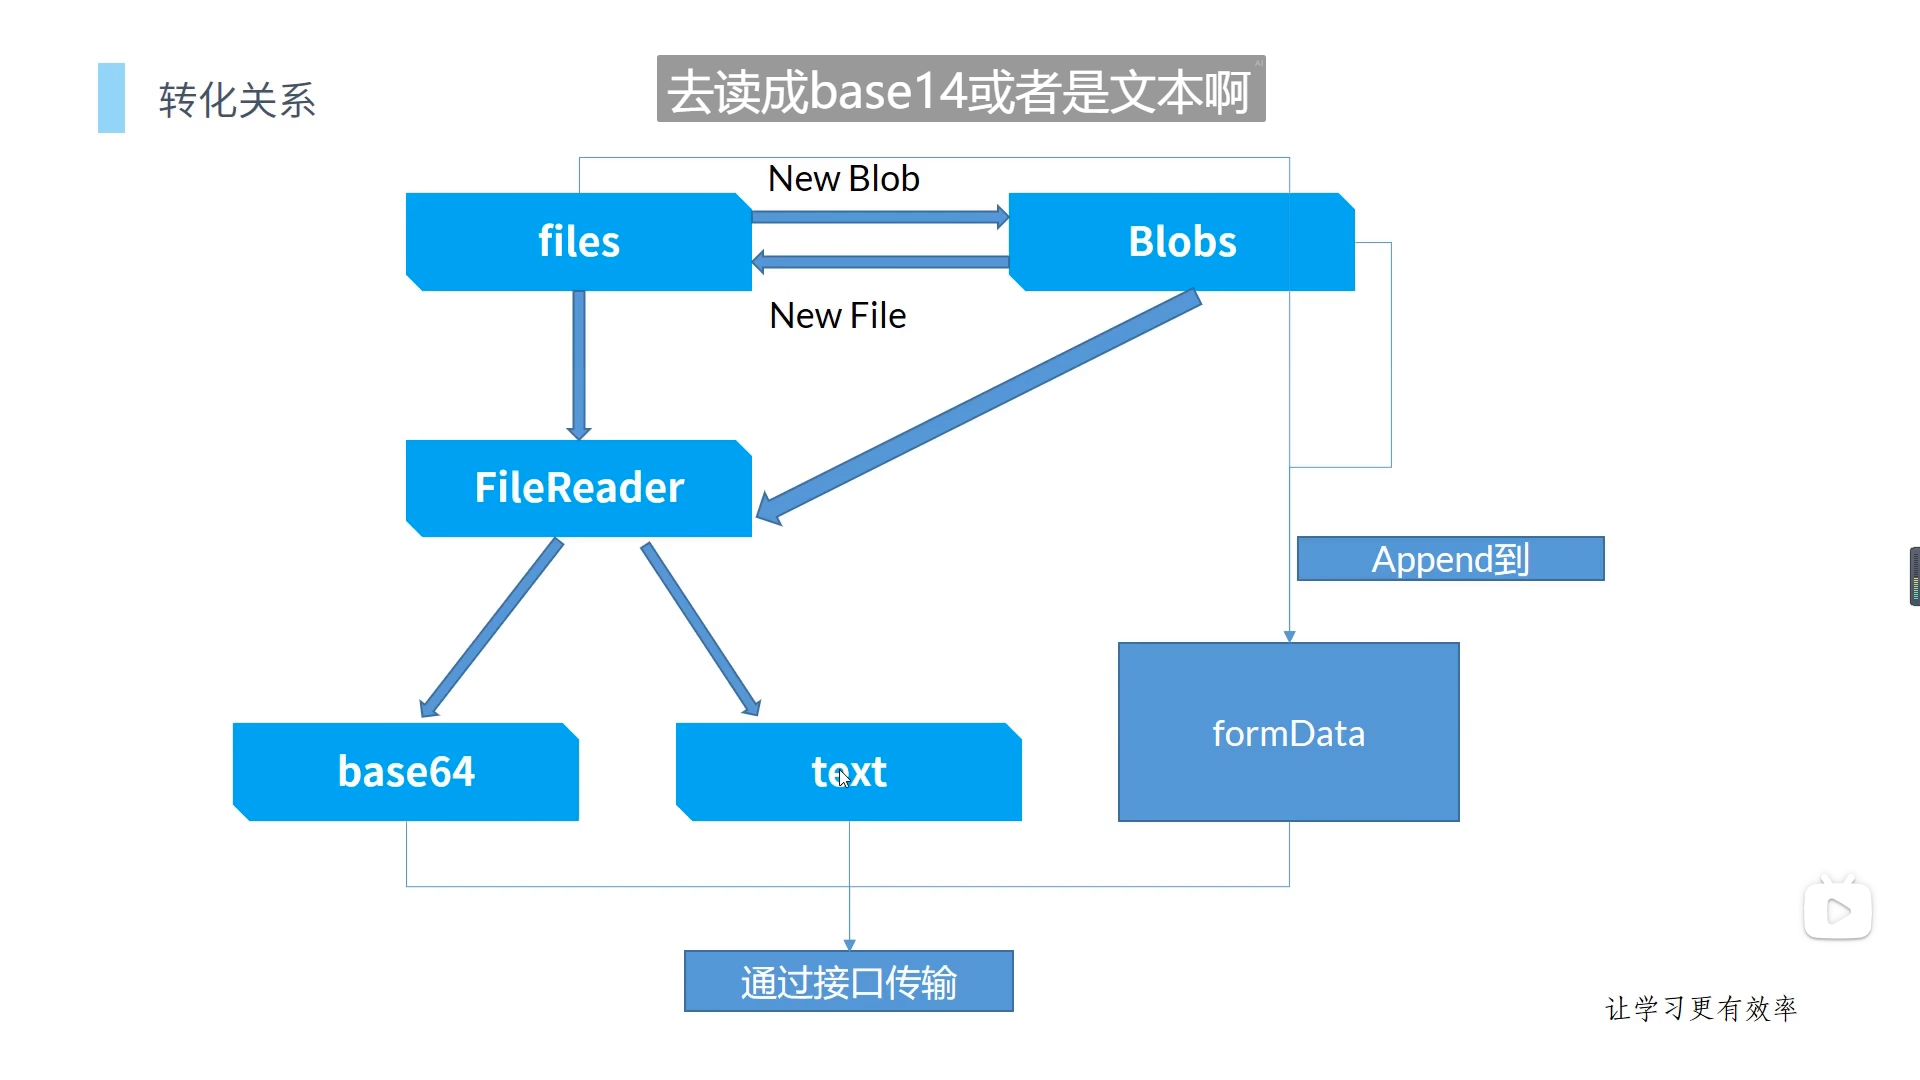 转化关系
去读成base14或者是文本啊
AI
New Blob
files
Blobs
New File
FileReader
Append到
formData
base64
text
通过接口传输
让学习更有效率